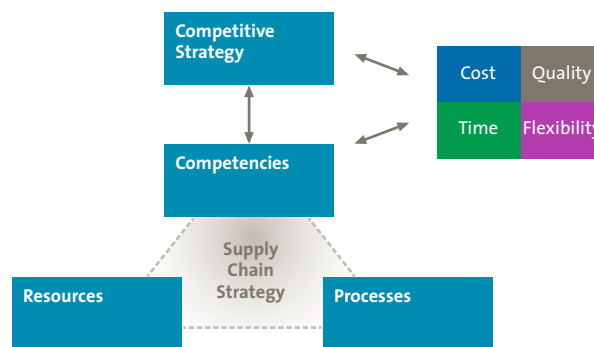 Competitive
Strategy
Cost
Quality
Time
Flexibility
Competencies
Supply
Chain
Strategy
Resources
Processes